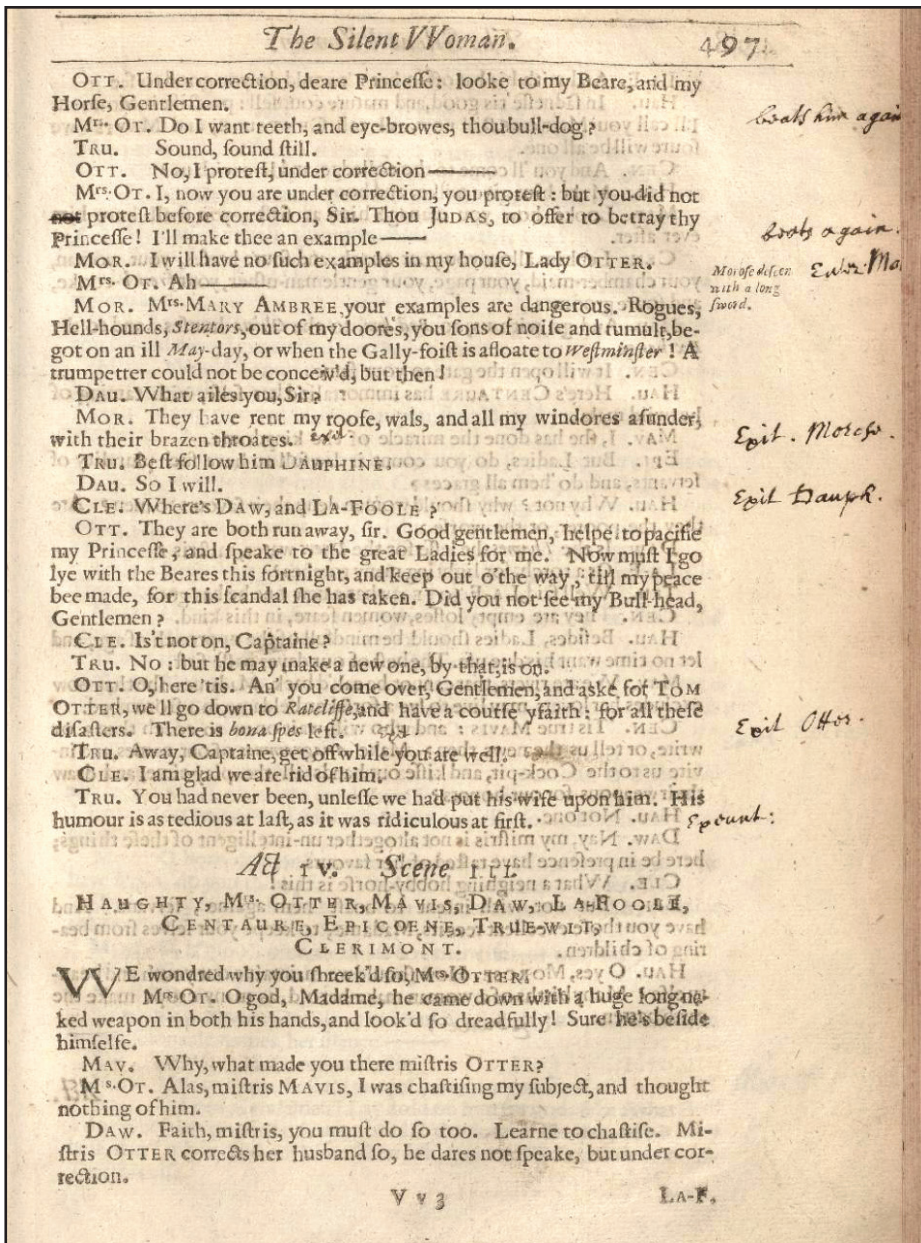 The Silent VVoman. 497
OTT. Under correction, deare Princesse: looke to my Beare, and my
Horse, Gentlemen.
Mrs. OT. Do I want teeth, and eye-browes, thou bull-dog? beats him again
TRU. Sound, sound still.
OTT. No, I protest, under correction———
Mrs. OT. I, now you are under correction, you protest: but you did not
not protest before correction, Sir. Thou JUDAS, to offer to betray thy
Princesse! I'll make thee an example—— beats again.
MOR. I will have no such examples in my house, Lady OTTER.
Mrs. OT. Ah———
Morose descen
with a long
sword.
Enter Mo
MOR. Mrs. MARY AMBREE, your examples are dangerous. Rogues,
Hell-hounds, Stentors, out of my doores, you sons of noise and tumult, be-
got on an ill May-day, or when the Gally-foist is afloate to Westminster! A
trumpetter could not be conceiv'd, but then!
DAU. What ailes you, Sir?
MOR. They have rent my roofe, wals, and all my windores asunder,
with their brazen throates. exit Exit. Morose.
TRU. Best follow him DAUPHINE.
DAU. So I will. Exit Dauph.
CLE. Where's DAW, and LA-FOOLE?
OTT. They are both run away, sir. Good gentlemen, helpe to pacifie
my Princesse, and speake to the great Ladies for me. Now must I go
lye with the Beares this fortnight, and keep out o'the way, till my peace
bee made, for this scandal she has taken. Did you not see my Bull-head,
Gentlemen?
CLE. Is't not on, Captaine?
TRU. No: but he may make a new one, by that, is on.
OTT. O, here 'tis. An' you come over, Gentlemen, and aske for TOM
OTTER, we'll go down to Ratcliffe, and have a course yfaith: for all these
disasters. There is bona spes left. Exit Otter.
TRU. Away, Captaine, get off while you are well.
CLE. I am glad we are rid of him.
TRU. You had never been, unlesse we had put his wife upon him. His
humour is as tedious at last, as it was ridiculous at first. Exeunt:
Act IV. Scene III.
HAUGHTY, Ms. OTTER, MAVIS, DAW, LA-FOOLE,
CENTAURE, EPICOENE, TRUE-WIT,
CLERIMONT.
WE wondred why you shreek'd so, Mrs. OTTER.
Mrs. OT. O god, Madame, he came down with a huge long na-
ked weapon in both his hands, and look'd so dreadfully! Sure he's beside
himselfe.
MAV. Why, what made you there mistris OTTER?
Ms. OT. Alas, mistris MAVIS, I was chastising my subject, and thought
nothing of him.
DAW. Faith, mistris, you must do so too. Learne to chastise. Mi-
stris OTTER corrects her husband so, he dares not speake, but under cor-
rection.
V v 3 LA-F.